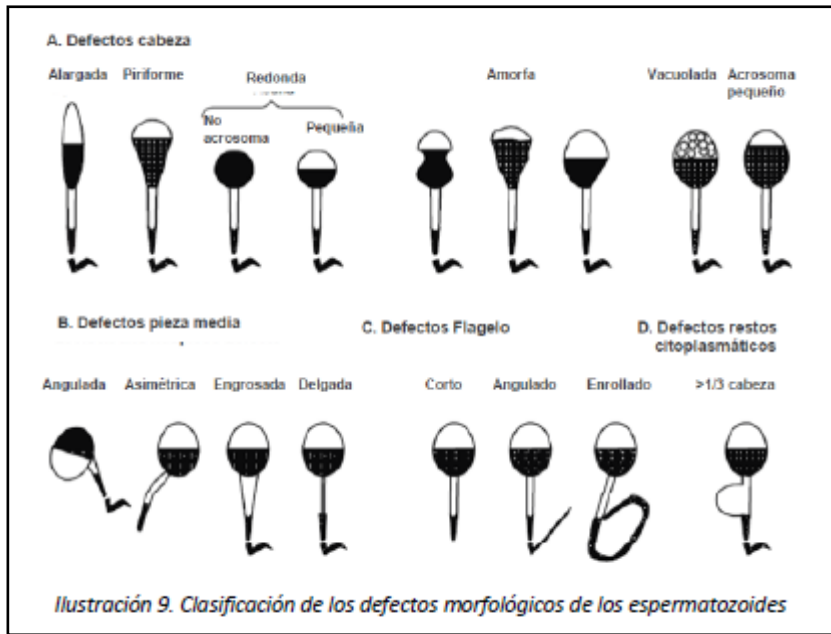 A. Defectos cabeza
Alargada Piriforme Redonda Amorfa Vacuolada Acrosoma pequeño
No acrosoma Pequeña
B. Defectos pieza media C. Defectos Flagelo D. Defectos restos citoplasmáticos
Angulada Asimétrica Engrosada Delgada Corto Angulado Enrollado >1/3 cabeza
Ilustración 9. Clasificación de los defectos morfológicos de los espermatozoides